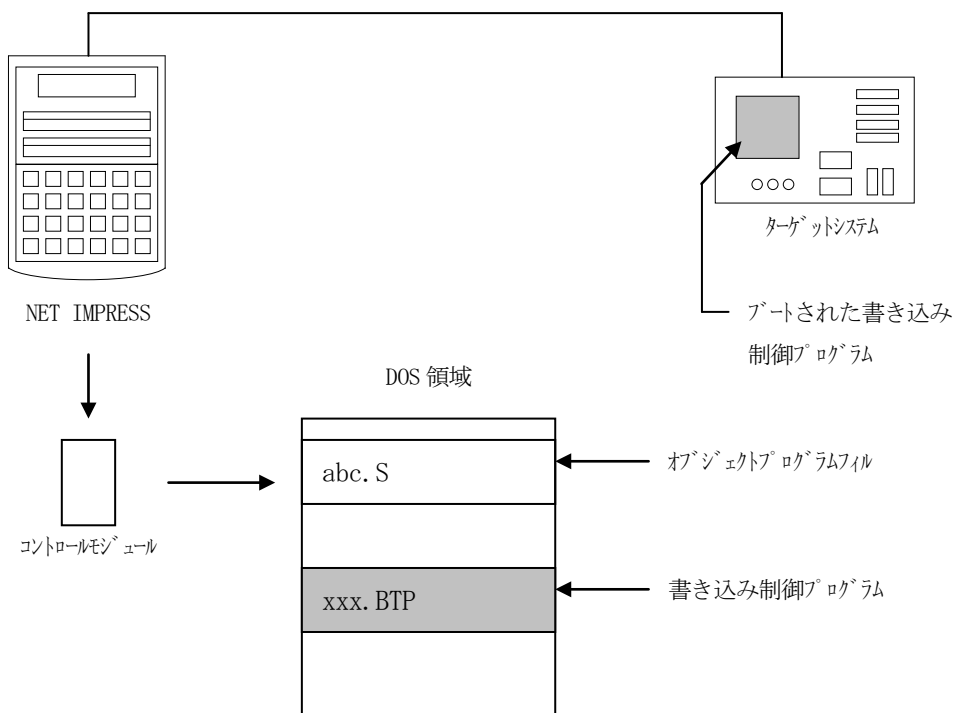 ﾀｰｹﾞｯﾄｼｽﾃﾑ
NET IMPRESS
ﾌﾞｰﾄされた書き込み
制御ﾌﾟﾛｸﾞﾗﾑ
DOS 領域
abc.S
ｵﾌﾞｼﾞｪｸﾄﾌﾟﾛｸﾞﾗﾑﾌｨﾙ
ｺﾝﾄﾛｰﾙﾓｼﾞｭｰﾙ
xxx.BTP
書き込み制御ﾌﾟﾛｸﾞﾗﾑ